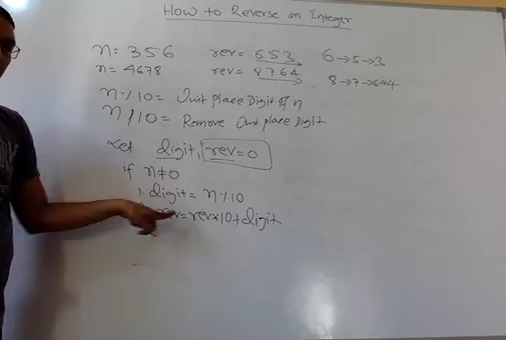 How to Reverse an Integer
n = 356 rev = 653 6→5→3
n = 4678 rev = 8764 .. 8→7→6→4
n % 10 = Unit place Digit of n
n / 10 = Remove Unit place Digit
Let digit, rev = 0
if n ≠ 0
1. digit = n % 10
rev = rev × 10 + digit